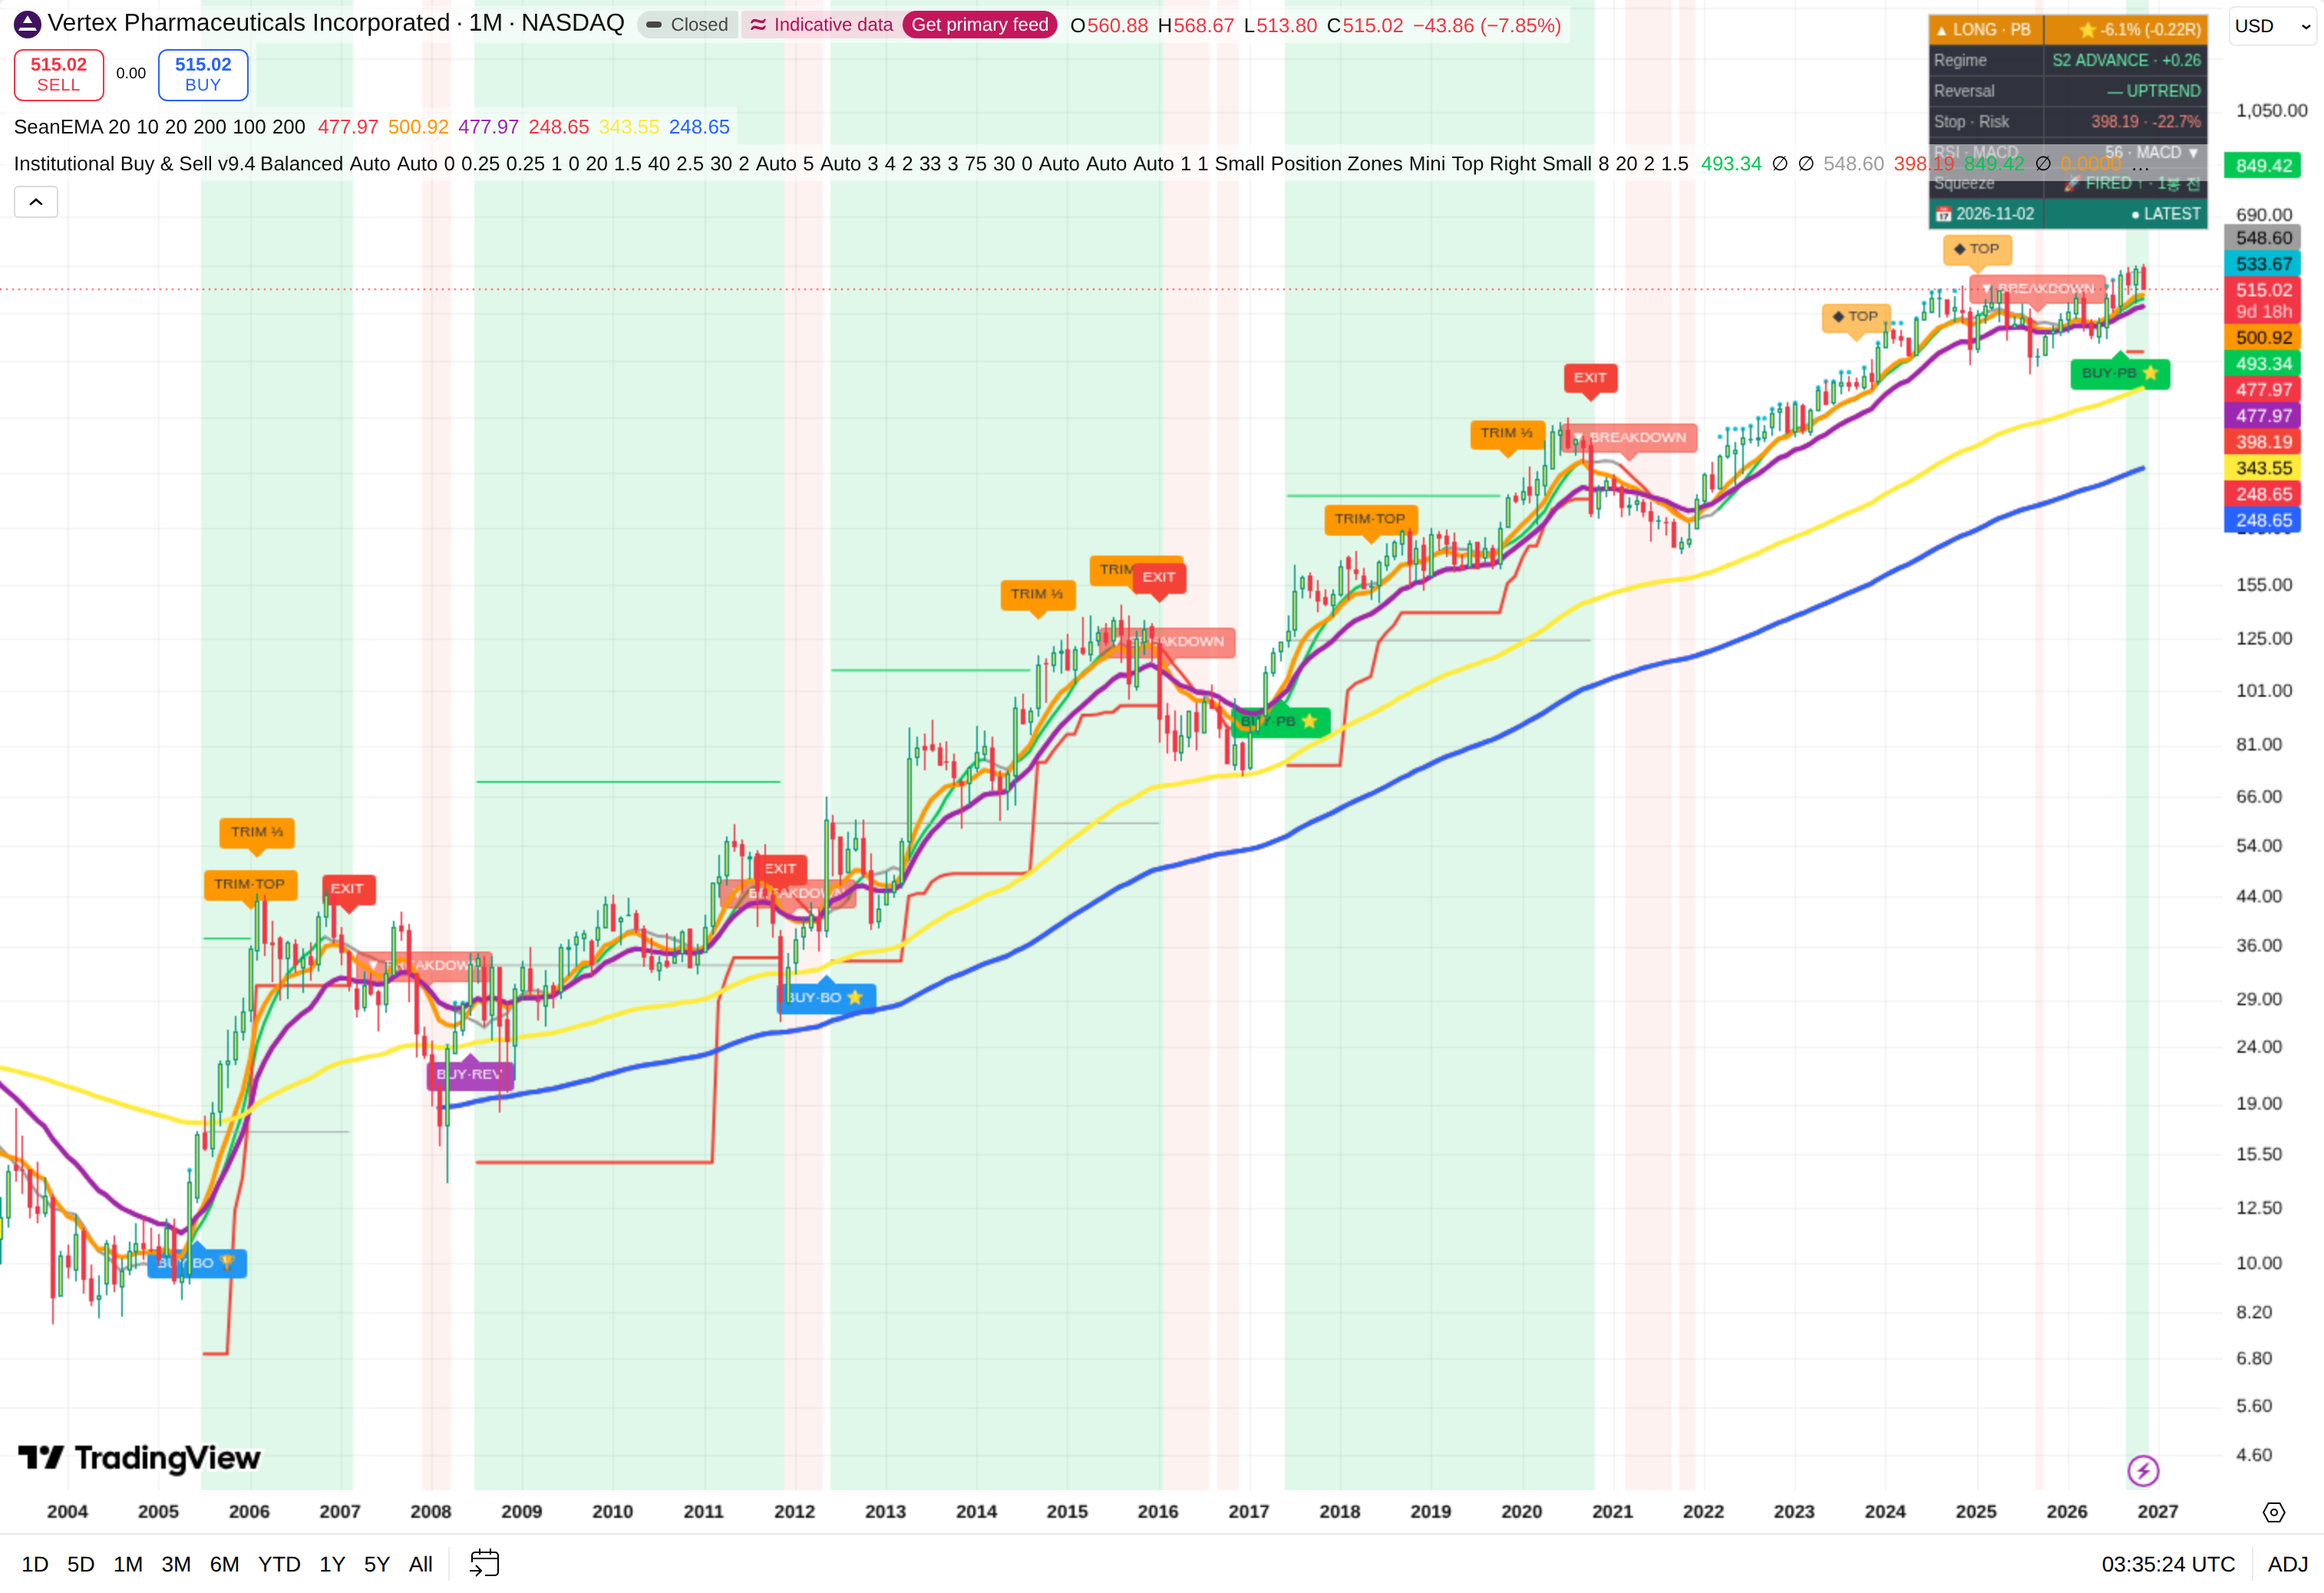 Vertex Pharmaceuticals Incorporated · 1M · NASDAQ Closed Indicative data Get primary feed O560.88 H568.67 L513.80 C515.02 −43.86 (−7.85%)
515.02 SELL
0.00
515.02 BUY
SeanEMA 20 10 20 200 100 200 477.97 500.92 477.97 248.65 343.55 248.65
Institutional Buy & Sell v9.4 Balanced Auto Auto 0 0.25 0.25 1 0 20 1.5 40 2.5 30 2 Auto 5 Auto 3 4 2 33 3 75 30 0 Auto Auto Auto 1 1 Small Position Zones Mini Top Right Small 8 20 2 1.5 493.34 ∅ ∅ 548.60 398.19 849.42 ∅ 0.0000 ...
▲ LONG · PB ⭐ -6.1% (-0.22R)
Regime S2 ADVANCE · +0.26
Reversal — UPTREND
Stop · Risk 398.19 · -22.7%
RSI · MACD 56 · MACD ▼
Squeeze 🚀 FIRED ↑ · 1봉 전
📅 2026-11-02 ● LATEST
USD
1,050.00
849.42
690.00
548.60
533.67
515.02
9d 18h
500.92
493.34
477.97
477.97
398.19
343.55
248.65
248.65
155.00
125.00
101.00
81.00
66.00
54.00
44.00
36.00
29.00
24.00
19.00
15.50
12.50
10.00
8.20
6.80
5.60
4.60
◆ TOP
▼ BREAKDOWN
◆ TOP
BUY-PB ⭐
EXIT
TRIM ⅓
BREAKDOWN
TRIM-TOP
TRIM
EXIT
TRIM ⅓
BUY-PB ⭐
TRIM ⅓
TRIM-TOP
EXIT
EXIT
BUY-BO ⭐
BUY-REV
2004 2005 2006 2007 2008 2009 2010 2011 2012 2013 2014 2015 2016 2017 2018 2019 2020 2021 2022 2023 2024 2025 2026 2027
TradingView
1D 5D 1M 3M 6M YTD 1Y 5Y All
03:35:24 UTC ADJ